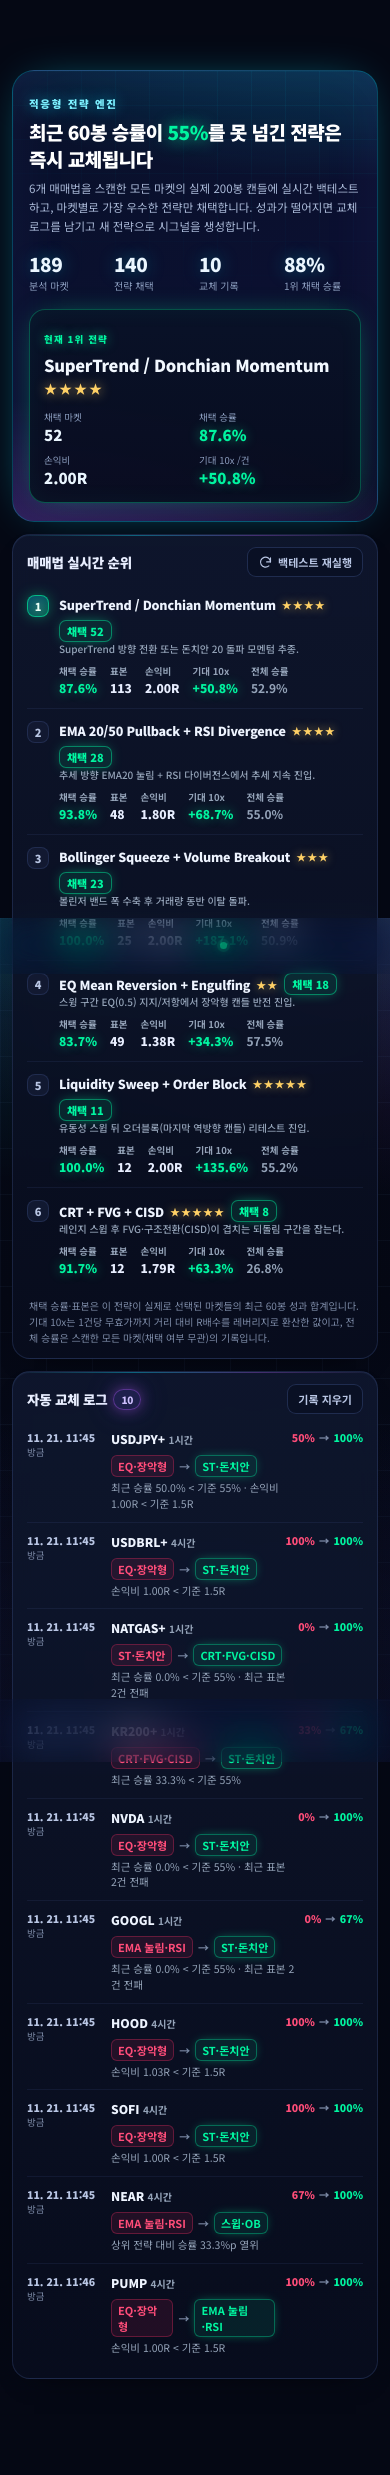 적응형 전략 엔진
최근 60봉 승률이 55%를 못 넘긴 전략은
즉시 교체됩니다
6개 매매법을 스캔한 모든 마켓의 실제 200봉 캔들에 실시간 백테스트
하고, 마켓별로 가장 우수한 전략만 채택합니다. 성과가 떨어지면 교체
로그를 남기고 새 전략으로 시그널을 생성합니다.
189 140 10 88%
분석 마켓 전략 채택 교체 기록 1위 채택 승률
현재 1위 전략
SuperTrend / Donchian Momentum
★★★★
채택 마켓 채택 승률
52 87.6%
손익비 기대 10x /건
2.00R +50.8%
매매법 실시간 순위 백테스트 재실행
1 SuperTrend / Donchian Momentum ★★★★
채택 52
SuperTrend 방향 전환 또는 돈치안 20 돌파 모멘텀 추종.
채택 승률 표본 손익비 기대 10x 전체 승률
87.6% 113 2.00R +50.8% 52.9%
2 EMA 20/50 Pullback + RSI Divergence ★★★★
채택 28
추세 방향 EMA20 눌림 + RSI 다이버전스에서 추세 지속 진입.
채택 승률 표본 손익비 기대 10x 전체 승률
93.8% 48 1.80R +68.7% 55.0%
3 Bollinger Squeeze + Volume Breakout ★★★
채택 23
볼린저 밴드 폭 수축 후 거래량 동반 이탈 돌파.
채택 승률 표본 손익비 기대 10x 전체 승률
100.0% 25 2.00R +187.1% 50.9%
4 EQ Mean Reversion + Engulfing ★★ 채택 18
스윙 구간 EQ(0.5) 지지/저항에서 장악형 캔들 반전 진입.
채택 승률 표본 손익비 기대 10x 전체 승률
83.7% 49 1.38R +34.3% 57.5%
5 Liquidity Sweep + Order Block ★★★★★
채택 11
유동성 스윕 뒤 오더블록(마지막 역방향 캔들) 리테스트 진입.
채택 승률 표본 손익비 기대 10x 전체 승률
100.0% 12 2.00R +135.6% 55.2%
6 CRT + FVG + CISD ★★★★★ 채택 8
레인지 스윕 후 FVG·구조전환(CISD)이 겹치는 되돌림 구간을 잡는다.
채택 승률 표본 손익비 기대 10x 전체 승률
91.7% 12 1.79R +63.3% 26.8%
채택 승률·표본은 이 전략이 실제로 선택된 마켓들의 최근 60봉 성과 합계입니다.
기대 10x는 1건당 무효가까지 거리 대비 R배수를 레버리지로 환산한 값이고, 전
체 승률은 스캔한 모든 마켓(채택 여부 무관)의 기록입니다.
자동 교체 로그 10 기록 지우기
11. 21. 11:45 USDJPY+ 1시간 50% → 100%
방금
EQ·장악형 → ST·돈치안
최근 승률 50.0% < 기준 55% · 손익비
1.00R < 기준 1.5R
11. 21. 11:45 USDBRL+ 4시간 100% → 100%
방금
EQ·장악형 → ST·돈치안
손익비 1.00R < 기준 1.5R
11. 21. 11:45 NATGAS+ 1시간 0% → 100%
방금
ST·돈치안 → CRT·FVG·CISD
최근 승률 0.0% < 기준 55% · 최근 표본
2건 전패
11. 21. 11:45 KR200+ 1시간 33% → 67%
방금
CRT·FVG·CISD → ST·돈치안
최근 승률 33.3% < 기준 55%
11. 21. 11:45 NVDA 1시간 0% → 100%
방금
EQ·장악형 → ST·돈치안
최근 승률 0.0% < 기준 55% · 최근 표본
2건 전패
11. 21. 11:45 GOOGL 1시간 0% → 67%
방금
EMA 눌림·RSI → ST·돈치안
최근 승률 0.0% < 기준 55% · 최근 표본 2
건 전패
11. 21. 11:45 HOOD 4시간 100% → 100%
방금
EQ·장악형 → ST·돈치안
손익비 1.03R < 기준 1.5R
11. 21. 11:45 SOFI 4시간 100% → 100%
방금
EQ·장악형 → ST·돈치안
손익비 1.00R < 기준 1.5R
11. 21. 11:45 NEAR 4시간 67% → 100%
방금
EMA 눌림·RSI → 스윕·OB
상위 전략 대비 승률 33.3%p 열위
11. 21. 11:46 PUMP 4시간 100% → 100%
방금
EQ·장악 → EMA 눌림
형 ·RSI
손익비 1.00R < 기준 1.5R